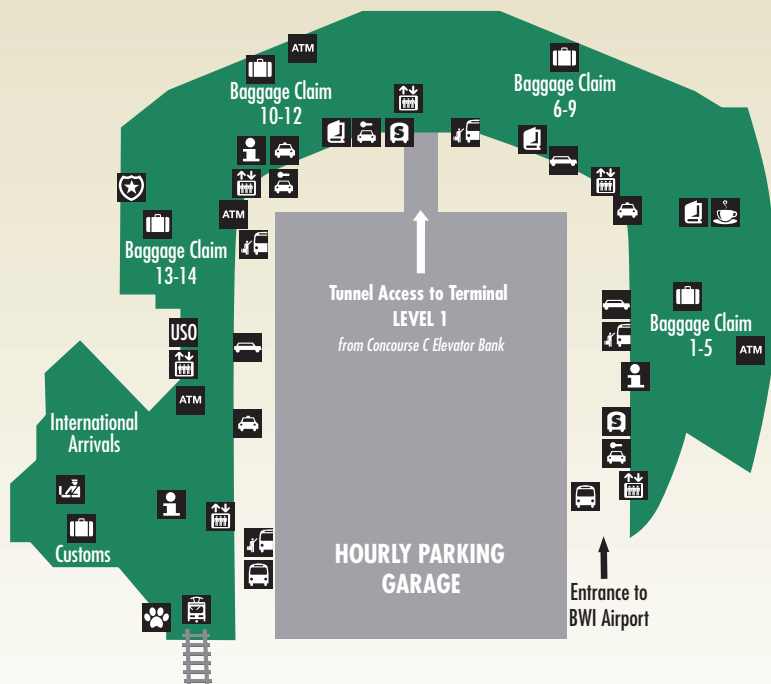 ATM
Baggage Claim
10-12
Baggage Claim
6-9
S
ATM
Baggage Claim
13-14
Tunnel Access to Terminal
LEVEL 1
from Concourse C Elevator Bank
Baggage Claim
1-5
ATM
USO
ATM
International
Arrivals
S
Customs
HOURLY PARKING
GARAGE
Entrance to
BWI Airport